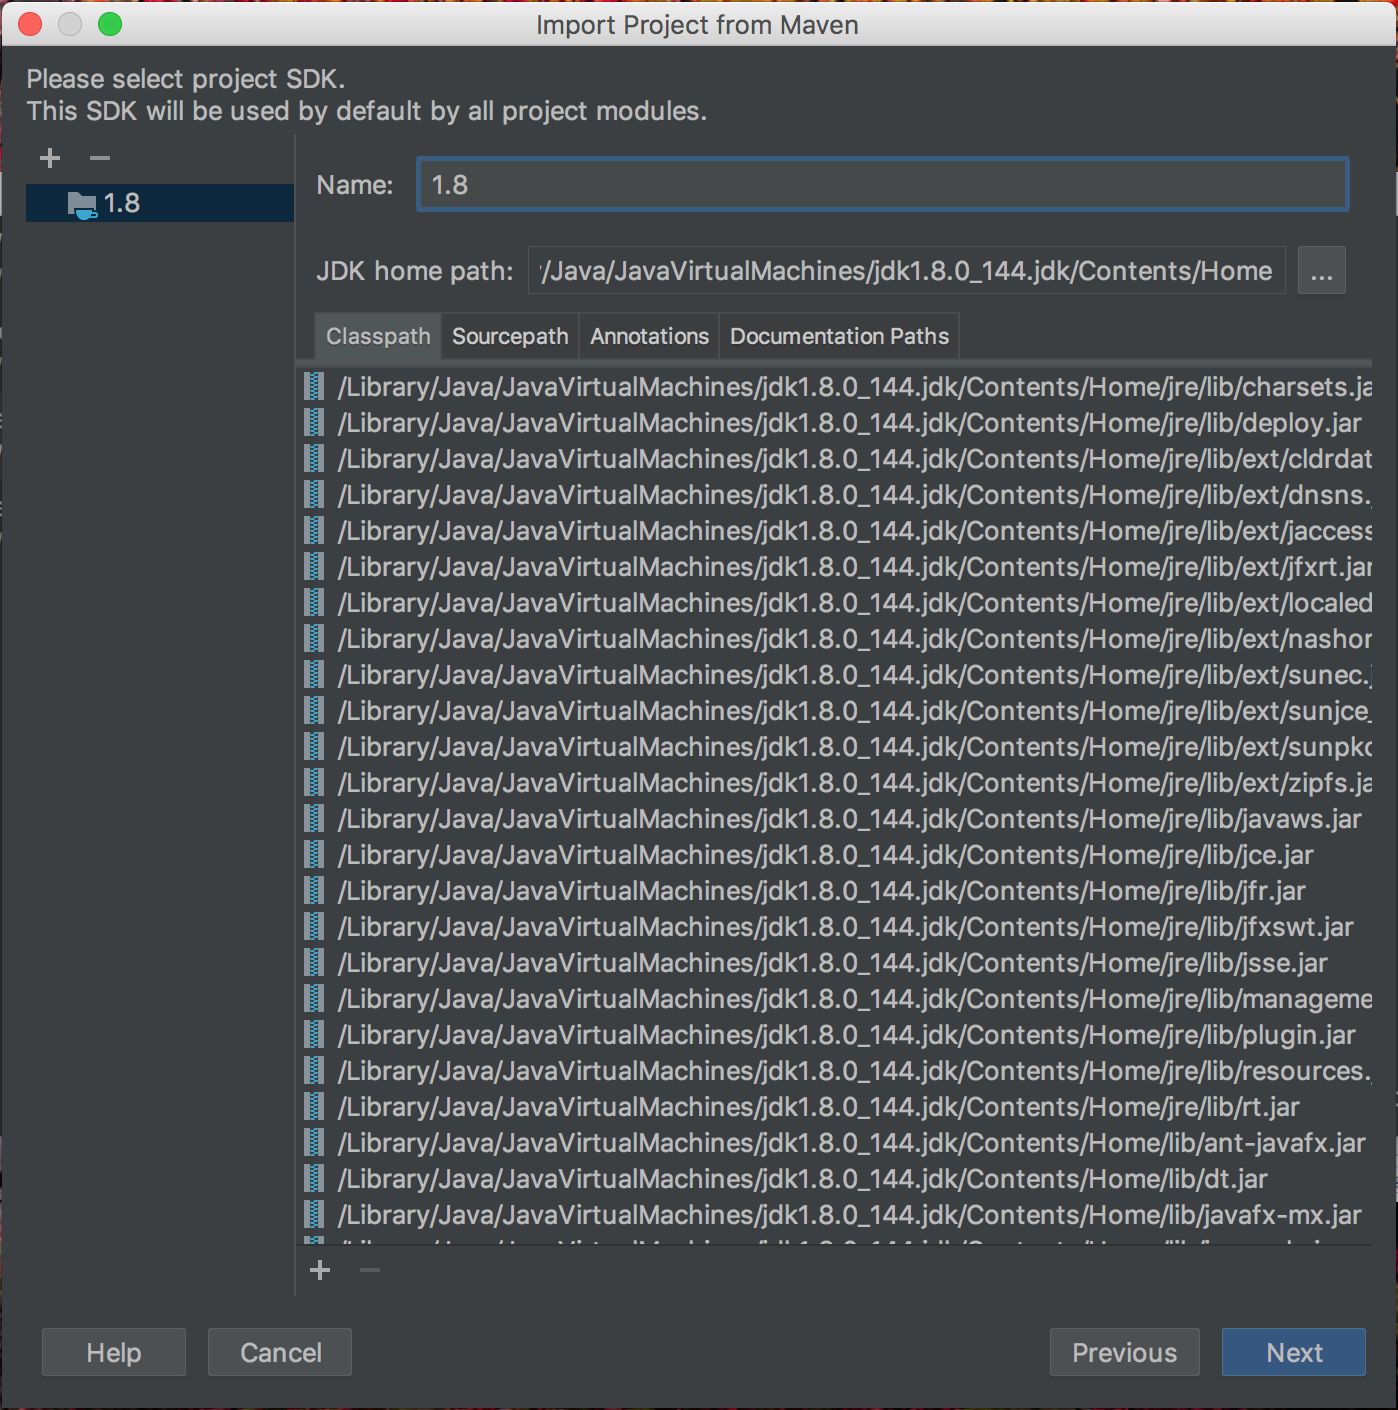 Import Project from Maven
Please select project SDK.
This SDK will be used by default by all project modules.
1.8
Name: 1.8
JDK home path: /Java/JavaVirtualMachines/jdk1.8.0_144.jdk/Contents/Home ...
Classpath Sourcepath Annotations Documentation Paths
/Library/Java/JavaVirtualMachines/jdk1.8.0_144.jdk/Contents/Home/jre/lib/charsets.ja
/Library/Java/JavaVirtualMachines/jdk1.8.0_144.jdk/Contents/Home/jre/lib/deploy.jar
/Library/Java/JavaVirtualMachines/jdk1.8.0_144.jdk/Contents/Home/jre/lib/ext/cldrdat
/Library/Java/JavaVirtualMachines/jdk1.8.0_144.jdk/Contents/Home/jre/lib/ext/dnsns.
/Library/Java/JavaVirtualMachines/jdk1.8.0_144.jdk/Contents/Home/jre/lib/ext/jaccess
/Library/Java/JavaVirtualMachines/jdk1.8.0_144.jdk/Contents/Home/jre/lib/ext/jfxrt.jar
/Library/Java/JavaVirtualMachines/jdk1.8.0_144.jdk/Contents/Home/jre/lib/ext/localed
/Library/Java/JavaVirtualMachines/jdk1.8.0_144.jdk/Contents/Home/jre/lib/ext/nashor
/Library/Java/JavaVirtualMachines/jdk1.8.0_144.jdk/Contents/Home/jre/lib/ext/sunec.j
/Library/Java/JavaVirtualMachines/jdk1.8.0_144.jdk/Contents/Home/jre/lib/ext/sunjce_
/Library/Java/JavaVirtualMachines/jdk1.8.0_144.jdk/Contents/Home/jre/lib/ext/sunpkc
/Library/Java/JavaVirtualMachines/jdk1.8.0_144.jdk/Contents/Home/jre/lib/ext/zipfs.ja
/Library/Java/JavaVirtualMachines/jdk1.8.0_144.jdk/Contents/Home/jre/lib/javaws.jar
/Library/Java/JavaVirtualMachines/jdk1.8.0_144.jdk/Contents/Home/jre/lib/jce.jar
/Library/Java/JavaVirtualMachines/jdk1.8.0_144.jdk/Contents/Home/jre/lib/jfr.jar
/Library/Java/JavaVirtualMachines/jdk1.8.0_144.jdk/Contents/Home/jre/lib/jfxswt.jar
/Library/Java/JavaVirtualMachines/jdk1.8.0_144.jdk/Contents/Home/jre/lib/jsse.jar
/Library/Java/JavaVirtualMachines/jdk1.8.0_144.jdk/Contents/Home/jre/lib/manageme
/Library/Java/JavaVirtualMachines/jdk1.8.0_144.jdk/Contents/Home/jre/lib/plugin.jar
/Library/Java/JavaVirtualMachines/jdk1.8.0_144.jdk/Contents/Home/jre/lib/resources.
/Library/Java/JavaVirtualMachines/jdk1.8.0_144.jdk/Contents/Home/jre/lib/rt.jar
/Library/Java/JavaVirtualMachines/jdk1.8.0_144.jdk/Contents/Home/lib/ant-javafx.jar
/Library/Java/JavaVirtualMachines/jdk1.8.0_144.jdk/Contents/Home/lib/dt.jar
/Library/Java/JavaVirtualMachines/jdk1.8.0_144.jdk/Contents/Home/lib/javafx-mx.jar
Help Cancel Previous Next